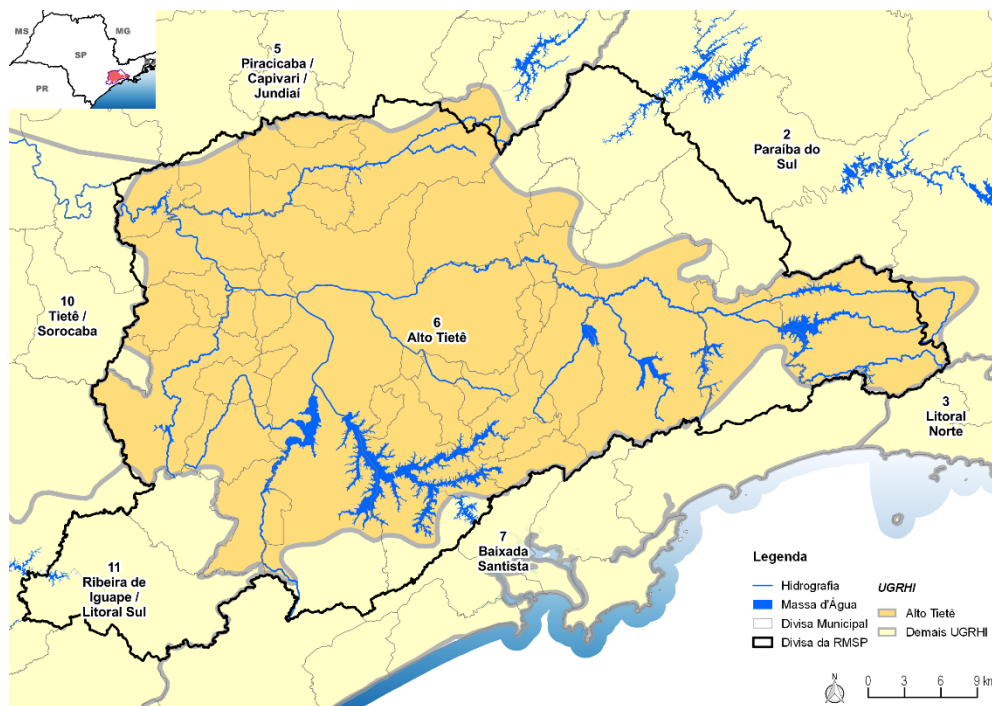 MS
MG
SP
PR
5
Piracicaba /
Capivari /
Jundiaí
2
Paraíba do
Sul
10
Tietê /
Sorocaba
6
Alto Tietê
3
Litoral
Norte
7
Baixada
Santista
11
Ribeira de
Iguape /
Litoral Sul
Legenda
Hidrografia
Massa d'Água
Divisa Municipal
Divisa da RMSP
UGRHI
Alto Tietê
Demais UGRHI
N
0 3 6 9 km